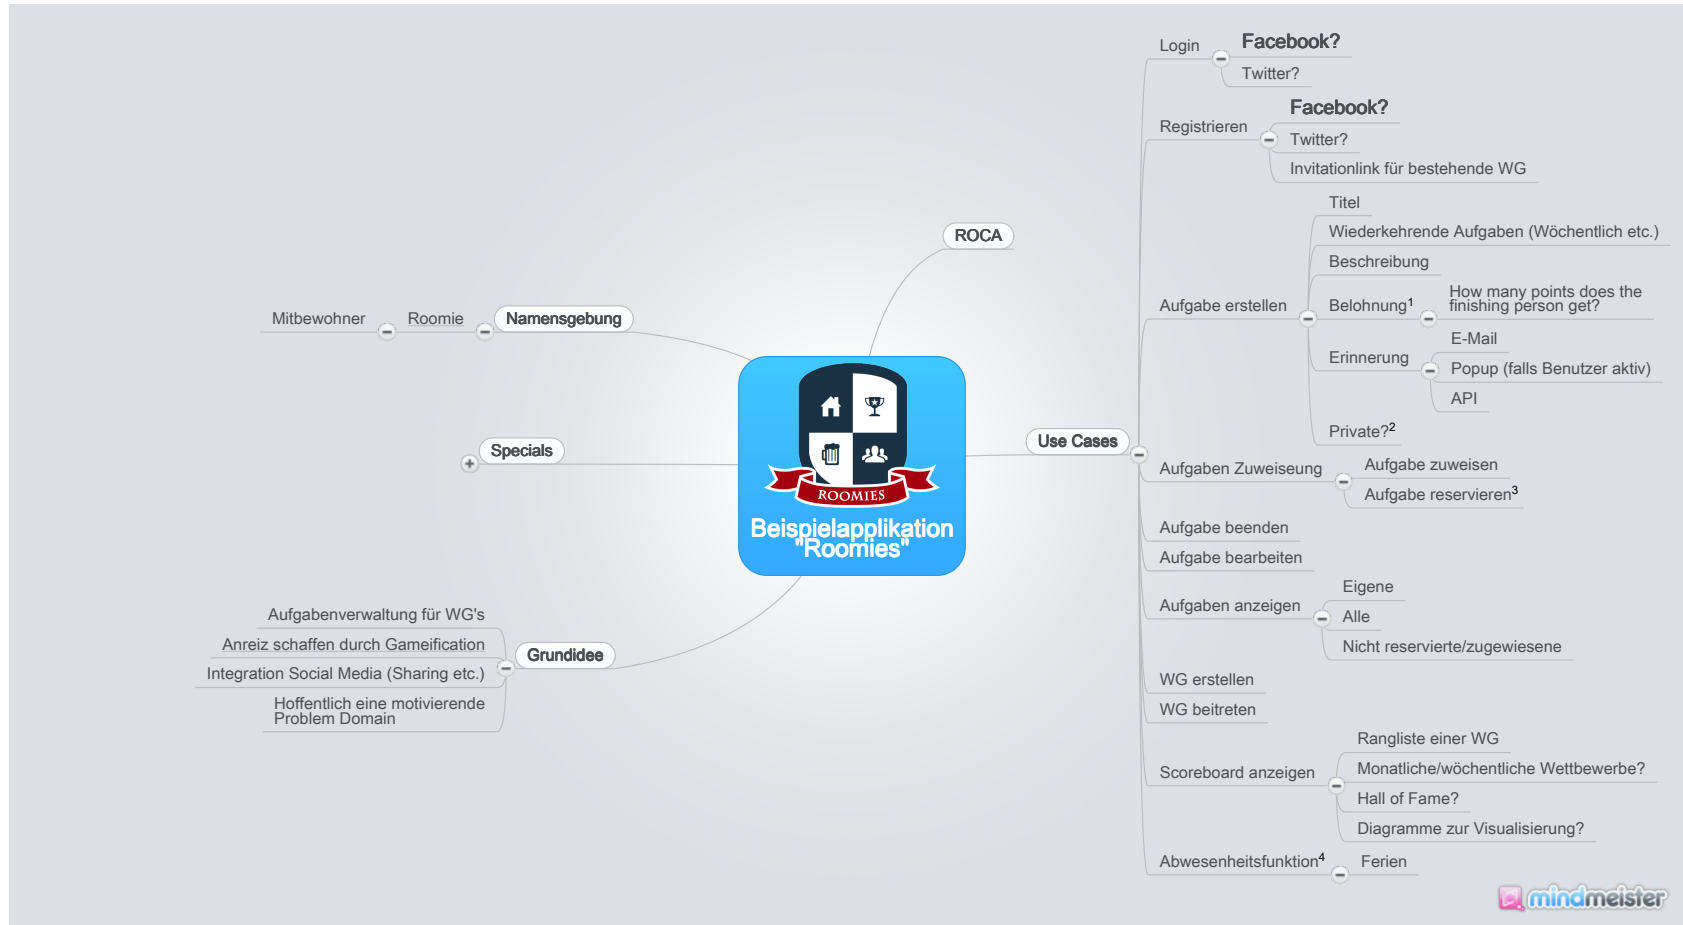 Mitbewohner
Roomie
Namensgebung
Specials
Aufgabenverwaltung für WG's
Anreiz schaffen durch Gameification
Integration Social Media (Sharing etc.)
Hoffentlich eine motivierende
Problem Domain
Grundidee
ROOMIES
Beispielapplikation
"Roomies"
ROCA
Use Cases
Login
Facebook?
Twitter?
Registrieren
Facebook?
Twitter?
Invitationlink für bestehende WG
Aufgabe erstellen
Titel
Wiederkehrende Aufgaben (Wöchentlich etc.)
Beschreibung
Belohnung¹
How many points does the
finishing person get?
Erinnerung
E-Mail
Popup (falls Benutzer aktiv)
API
Private?²
Aufgaben Zuweiseung
Aufgabe zuweisen
Aufgabe reservieren³
Aufgabe beenden
Aufgabe bearbeiten
Aufgaben anzeigen
Eigene
Alle
Nicht reservierte/zugewiesene
WG erstellen
WG beitreten
Scoreboard anzeigen
Rangliste einer WG
Monatliche/wöchentliche Wettbewerbe?
Hall of Fame?
Diagramme zur Visualisierung?
Abwesenheitsfunktion⁴
Ferien
mindmeister